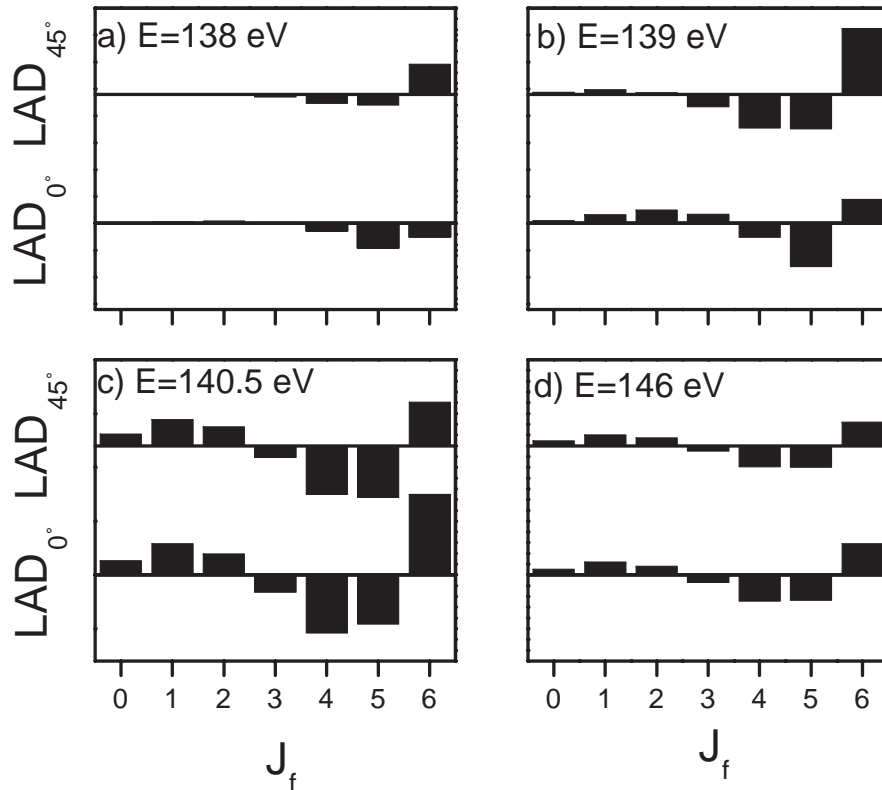 a) E=138 eV
b) E=139 eV
LAD45°
LAD0°
c) E=140.5 eV
d) E=146 eV
LAD45°
LAD0°
0 1 2 3 4 5 6
0 1 2 3 4 5 6
Jf
Jf